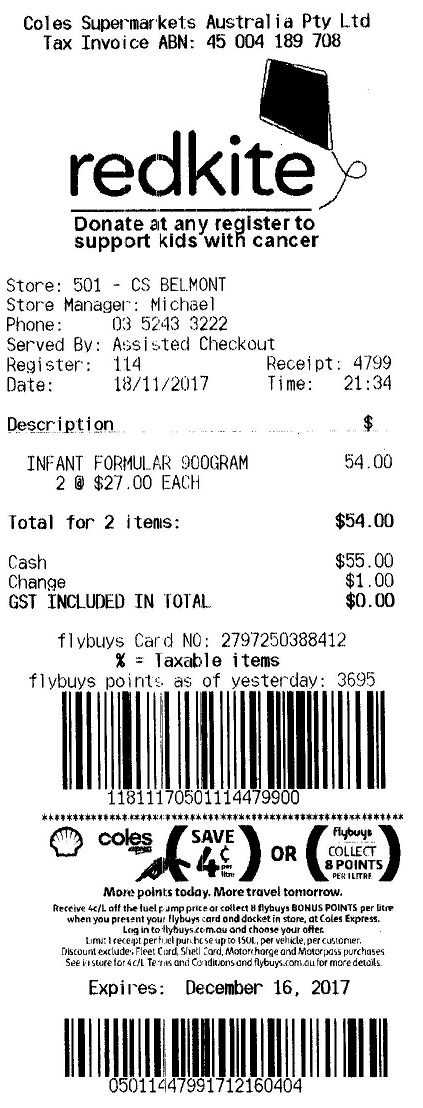 Coles Supermarkets Australia Pty Ltd
Tax Invoice ABN: 45 004 189 708
redkite
Donate at any register to
support kids with cancer
Store: 501 - CS BELMONT
Store Manager: Michael
Phone: 03 5243 3222
Served By: Assisted Checkout
Register: 114 Receipt: 4799
Date: 18/11/2017 Time: 21:34
Description $
INFANT FORMULAR 900GRAM 54.00
2 @ $27.00 EACH
Total for 2 items: $54.00
Cash $55.00
Change $1.00
GST INCLUDED IN TOTAL $0.00
flybuys Card NO: 2797250388412
% = Taxable items
flybuys points as of yesterday: 3695
11811170501114479900
****************************************************
coles express SAVE 4c per litre OR flybuys COLLECT 8 POINTS PER 1 LITRE
More points today. More travel tomorrow.
Receive 4c/L off the fuel pump price or collect 8 flybuys BONUS POINTS per litre
when you present your flybuys card and docket in store, at Coles Express.
Log in to flybuys.com.au and choose your offer.
Limit 1 receipt per fuel purchase up to 150L, per vehicle, per customer.
Discount excludes Fleet Card, Shell Card, Motorcharge and Motorpass purchases.
See in store for 4c/L Terms and Conditions and flybuys.com.au for more details.
Expires: December 16, 2017
05011447991712160404